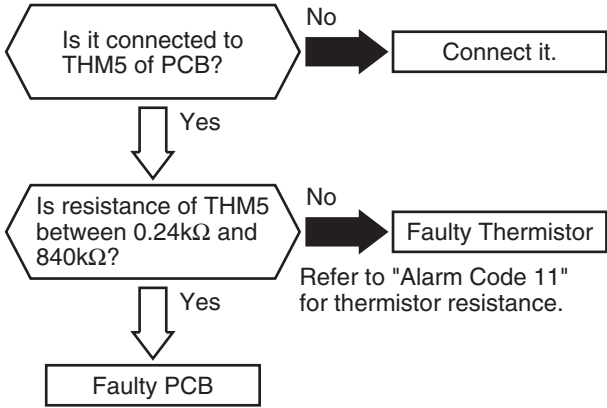 Is it connected to
THM5 of PCB?
No
Connect it.
Yes
Is resistance of THM5
between 0.24kΩ and
840kΩ?
No
Faulty Thermistor
Refer to "Alarm Code 11"
for thermistor resistance.
Yes
Faulty PCB